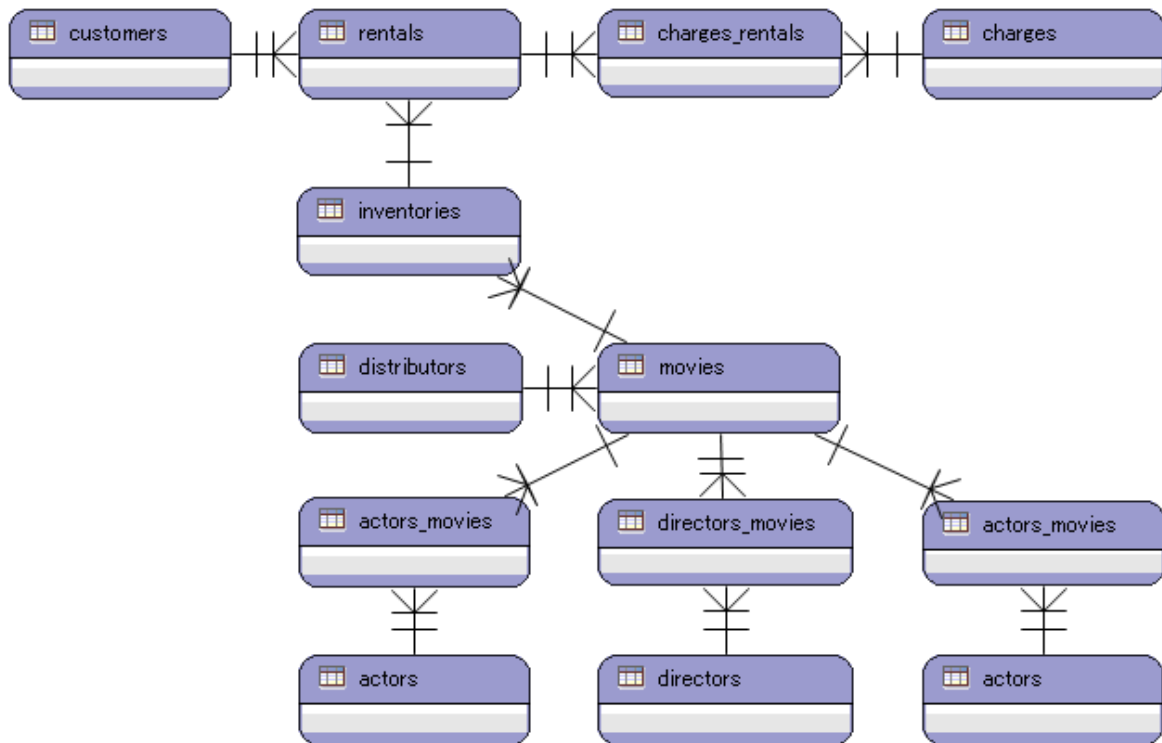 customers
rentals
charges_rentals
charges
inventories
distributors
movies
actors_movies
directors_movies
actors_movies
actors
directors
actors